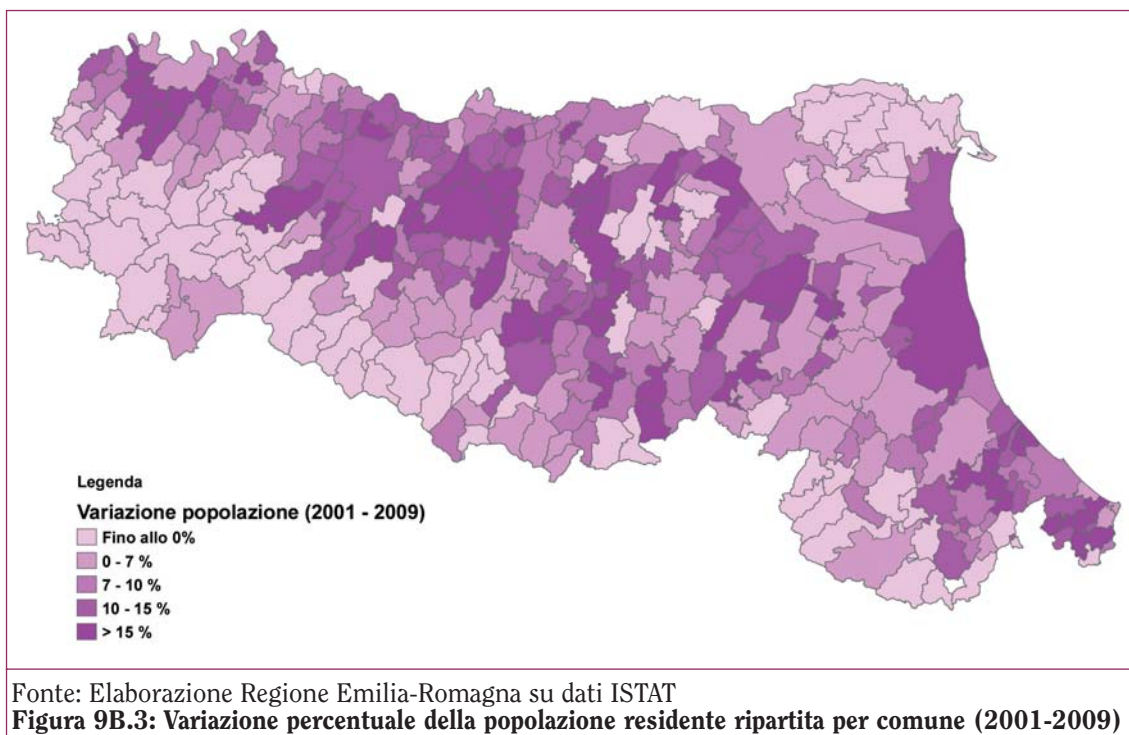 Legenda
Variazione popolazione (2001 - 2009)
Fino allo 0%
0 - 7 %
7 - 10 %
10 - 15 %
> 15 %
Fonte: Elaborazione Regione Emilia-Romagna su dati ISTAT
Figura 9B.3: Variazione percentuale della popolazione residente ripartita per comune (2001-2009)